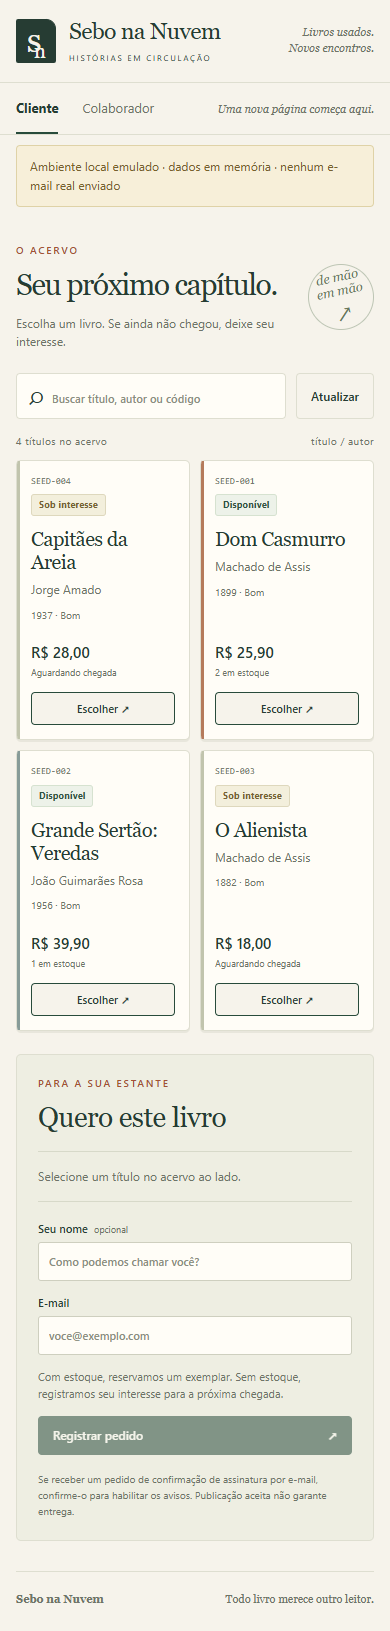 Sn
Sebo na Nuvem
HISTÓRIAS EM CIRCULAÇÃO
Livros usados.
Novos encontros.
Cliente
Colaborador
Uma nova página começa aqui.
Ambiente local emulado · dados em memória · nenhum e-
mail real enviado
O ACERVO
Seu próximo capítulo.
Escolha um livro. Se ainda não chegou, deixe seu
interesse.
de mão
em mão
↗
Buscar título, autor ou código
Atualizar
4 títulos no acervo
título / autor
SEED-004
Sob interesse
Capitães da
Areia
Jorge Amado
1937 · Bom
R$ 28,00
Aguardando chegada
Escolher ↗
SEED-001
Disponível
Dom Casmurro
Machado de Assis
1899 · Bom
R$ 25,90
2 em estoque
Escolher ↗
SEED-002
Disponível
Grande Sertão:
Veredas
João Guimarães Rosa
1956 · Bom
R$ 39,90
1 em estoque
Escolher ↗
SEED-003
Sob interesse
O Alienista
Machado de Assis
1882 · Bom
R$ 18,00
Aguardando chegada
Escolher ↗
PARA A SUA ESTANTE
Quero este livro
Selecione um título no acervo ao lado.
Seu nome opcional
Como podemos chamar você?
E-mail
voce@exemplo.com
Com estoque, reservamos um exemplar. Sem estoque,
registramos seu interesse para a próxima chegada.
Registrar pedido ↗
Se receber um pedido de confirmação de assinatura por e-mail,
confirme-o para habilitar os avisos. Publicação aceita não garante
entrega.
Sebo na Nuvem
Todo livro merece outro leitor.